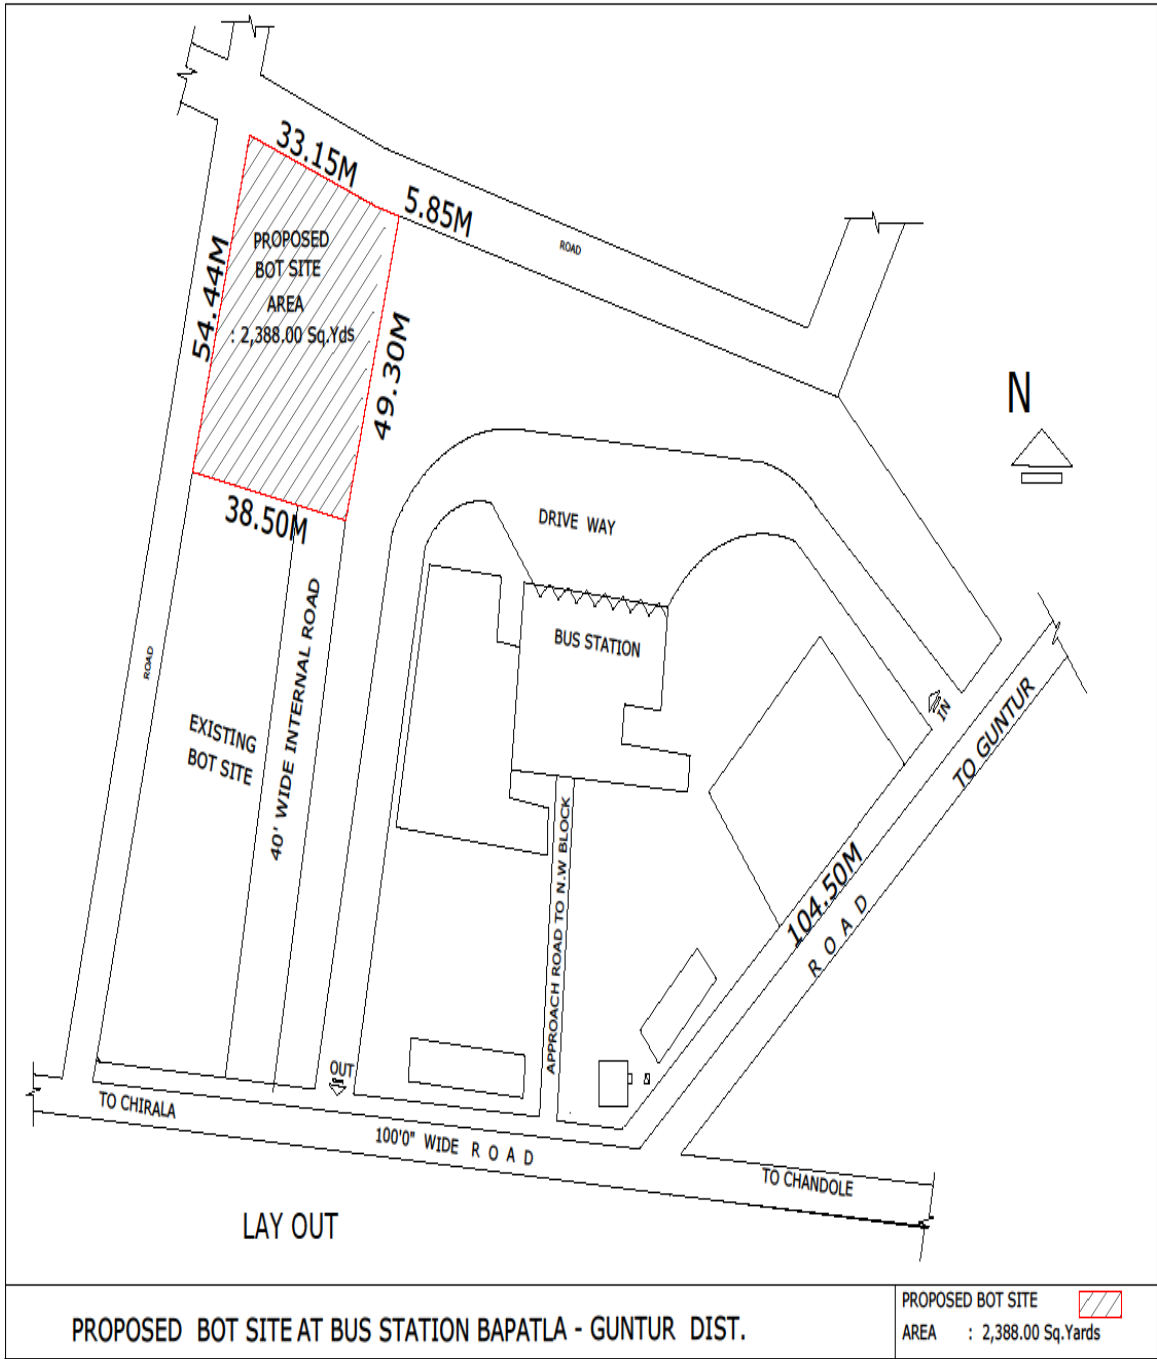 33.15M
5.85M
ROAD
PROPOSED
BOT SITE
AREA
: 2,388.00 Sq.Yds
54.44M
49.30M
N
38.50M
DRIVE WAY
BUS STATION
ROAD
40' WIDE INTERNAL ROAD
EXISTING
BOT SITE
IN
TO GUNTUR
104.50M
ROAD
APPROACH ROAD TO N.W BLOCK
OUT
TO CHIRALA
100'0" WIDE ROAD
TO CHANDOLE
LAY OUT
PROPOSED BOT SITE AT BUS STATION BAPATLA - GUNTUR DIST.
PROPOSED BOT SITE
AREA : 2,388.00 Sq.Yards